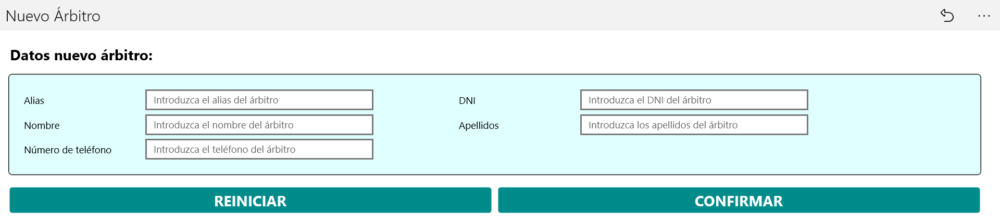 Nuevo Árbitro
Datos nuevo árbitro:
Alias Introduzca el alias del árbitro DNI Introduzca el DNI del árbitro
Nombre Introduzca el nombre del árbitro Apellidos Introduzca los apellidos del árbitro
Número de teléfono Introduzca el teléfono del árbitro
REINICIAR CONFIRMAR